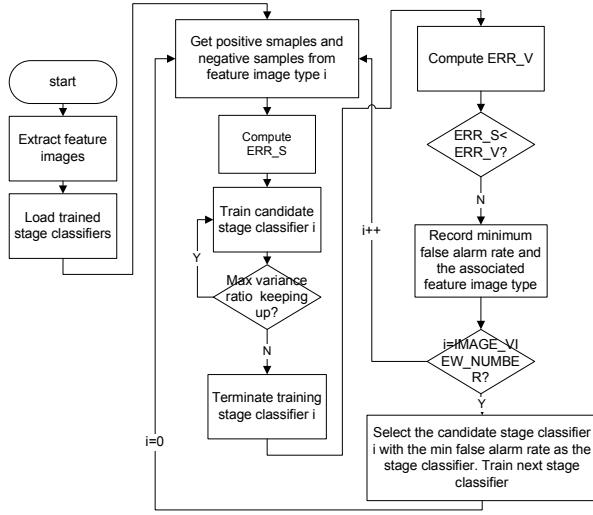 start
Extract feature
images
Load trained
stage classifiers
Get positive smaples and
negative samples from
feature image type i
Compute
ERR_S
Train candidate
stage classifier i
Y
Max variance
ratio keeping
up?
N
Terminate training
stage classifier i
i=0
Compute ERR_V
ERR_S<
ERR_V?
N
i++
Record minimum
false alarm rate and
the associated
feature image type
i=IMAGE_VI
EW_NUMBE
R?
Y
Select the candidate stage classifier
i with the min false alarm rate as the
stage classifier. Train next stage
classifier